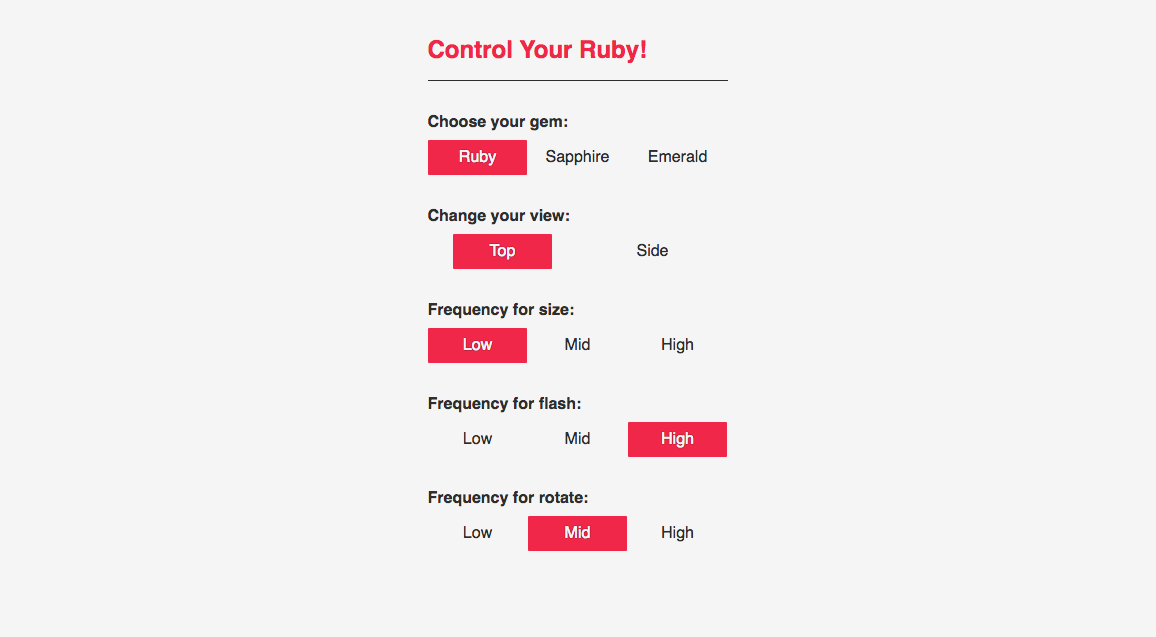 Control Your Ruby!
Choose your gem:
Ruby Sapphire Emerald
Change your view:
Top Side
Frequency for size:
Low Mid High
Frequency for flash:
Low Mid High
Frequency for rotate:
Low Mid High